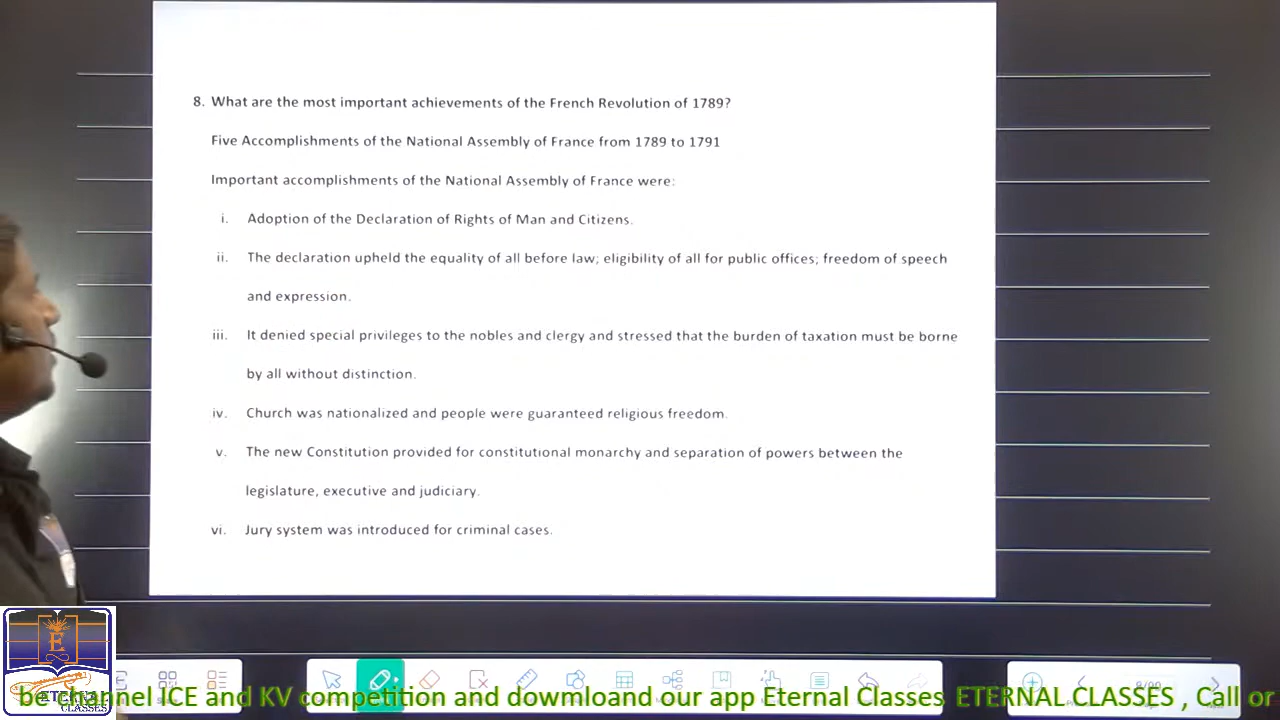 8. What are the most important achievements of the French Revolution of 1789?
Five Accomplishments of the National Assembly of France from 1789 to 1791
Important accomplishments of the National Assembly of France were:
i. Adoption of the Declaration of Rights of Man and Citizens.
ii. The declaration upheld the equality of all before law; eligibility of all for public offices; freedom of speech
and expression.
iii. It denied special privileges to the nobles and clergy and stressed that the burden of taxation must be borne
by all without distinction.
iv. Church was nationalized and people were guaranteed religious freedom.
v. The new Constitution provided for constitutional monarchy and separation of powers between the
legislature, executive and judiciary.
vi. Jury system was introduced for criminal cases.
E
CLASSES
be channel ICE and KV competition and dowmloand our app Eternal Classes ETERNAL CLASSES , Call or